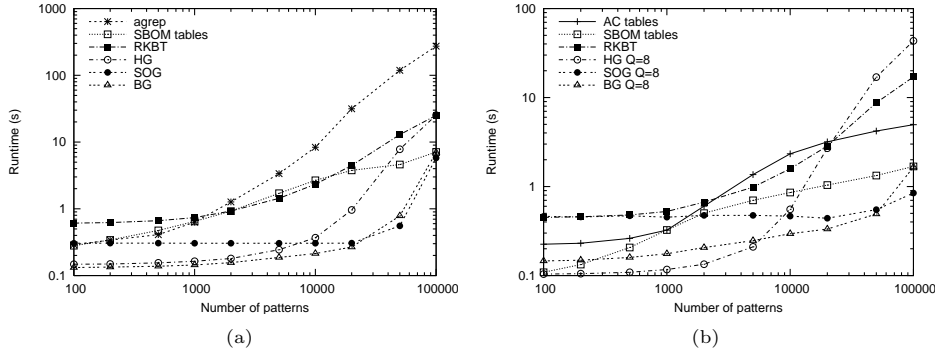 1000
100
10
1
0.1
Runtime (s)
agrep
SBOM tables
RKBT
HG
SOG
BG
100 1000 10000 100000
Number of patterns
(a)
100
10
1
0.1
Runtime (s)
AC tables
SBOM tables
RKBT
HG Q=8
SOG Q=8
BG Q=8
100 1000 10000 100000
Number of patterns
(b)